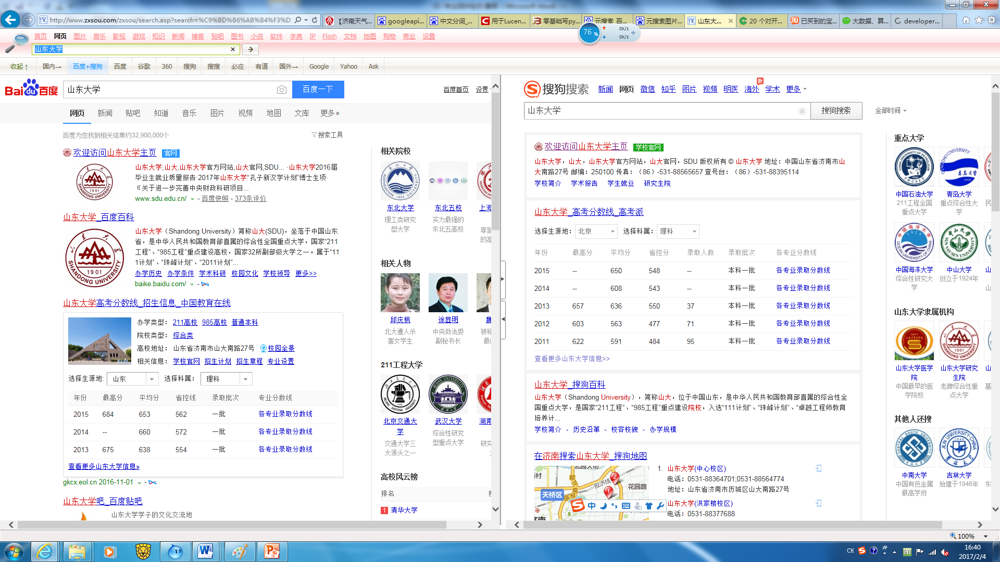 http://www.zxsou.com/zxsou/search.asp?search=%C9%BD%B6%AB%B4%F3%D
【济南天气...
googleapi...
中文分词_...
用于Lucen...
零基础写py...
元搜索_百...
元搜索图片...
山东大...
20 个对开...
已买到的宝...
大数据、算...
developer...
76 %
0K/s
0K/s
首页 网页 图片 音乐 影视 游戏 知识 新闻 博客 贴吧 图书 小说 软件 字典 IP Flash 文档 地图 购物 商业 设置
山东大学
收起↑ 国内→ 百度+搜狗 百度 谷歌 360 搜狗 搜搜 必应 有道 国外→ Google Yahoo Ask
Bai du 百度
山东大学
百度一下
百度首页 设置
网页 新闻 贴吧 知道 音乐 图片 视频 地图 文库 更多»
百度为您找到相关结果约32,900,000个
搜索工具
欢迎访问山东大学主页 官网
山东大学,山大,山东大学官方网站,山大官网,SDU... ·山东大学2016届
毕业生就业质量报告·2017年山东大学“孔子新汉学计划”博士生项·
《关于进一步完善中央财政科研项目...
www.sdu.edu.cn/ - 百度快照 - 373条评价
山东大学_百度百科
山东大学（Shandong University）简称山大(SDU)，坐落于中国山东
省，是中华人民共和国教育部直属的综合性全国重点大学，国家“211
工程”、“985工程”重点建设高校，国家32所副部级大学之一。属于“11
1计划”、“珠峰计划”、“2011计划”...
办学历史 办学条件 学术科研 校园文化 学校领导 更多>>
baike.baidu.com/ -
山东大学高考分数线_招生信息_中国教育在线
办学类型： 211高校 985高校 普通本科
院校类型： 综合类
高校地址： 山东省济南市山大南路27号 校园全景
相关信息： 学校官网 招生计划 招生章程 专业设置
选择生源地: 山东 选择科属： 理科
年份 最高分 平均分 省控线 录取批次 专业分数线
2015 684 653 562 一批 各专业录取分数线
2014 -- 660 572 一批 各专业录取分数线
2013 675 638 554 一批 各专业录取分数线
查看更多山东大学信息»
gkcx.eol.cn 2016-11-01 -
山东大学吧_百度贴吧
山东大学学子的文化交流地
相关院校
东北大学 东北五校 上海
理工类研究
型大学
实力最强的
东北五高校
享誉
的高
相关人物
邱庆枫 徐显明 魏
北大遭人杀
害女学生
中央政法委
副秘书长
211工程大学
北京交通大
学
武汉大学 湖南
交通大学三
大源头之一
综合性研究
型重点大学
研究
高校风云榜
排名
1 清华大学
搜狗搜索
新闻 网页 微信 知乎 图片 视频 明医 海外 学术 更多
新
山东大学
搜狗搜索
全部时间
欢迎访问山东大学主页 学校官网
山东大学，山大，山东大学官方网站，山大官网，SDU 版权所有 © 山东大学 地址：中国山东省济南市山
大南路27号 邮编：250100 传真：（86）-531-88565657 查号台：（86）-531-88395114
学校简介 学术报告 学生就业 研究生院
山东大学_高考分数线_高考派
选择生源地： 北京 选择科属： 理科
年份 最高分 平均分 省控分 录取人数 录取批次 各专业分数线
2015 -- 650 548 -- 本科一批 各专业录取分数线
2014 -- 608 543 -- 本科一批 各专业录取分数线
2013 657 636 550 37 本科一批 各专业录取分数线
2012 603 563 477 71 本科一批 各专业录取分数线
2011 622 591 484 95 本科一批 各专业录取分数线
查看更多山东大学信息>>
山东大学_搜狗百科
山东大学（Shandong University），简称山大，位于中国山东，是中华人民共和国教育部直属的综合性全
国重点大学，是国家“211工程”、“985工程”重点建设院校，入选“111计划”、“珠峰计划”、“卓越工程师教育
培养计...
学校简介 - 历史沿革 - 校容校貌 - 办学规模
在济南搜索山东大学_搜狗地图
天桥区
胶济线
花园路
顺河高
1. 山东大学(中心校区)
电话：0531-88364701;0531-88564774
地址：山东省济南市历城区山大南路27号
山东大学(洪家楼校区)
电话：0531-88377688
重点大学
中国石油大学 青岛大学
211工程全国
重点大学
重点综合性大
学
中国海洋大学 中山大学
综合性研究大
学
创立于1924年
山东大学隶属机构
山东大学医学
院
山东大学研究
生院
中国最早的医
学院校
老牌综合性重
点大学
其他人还搜
中南大学 吉林大学
中国有色金属
最高学府
始建于1946年
中
100%
CH
16:40
2017/2/4